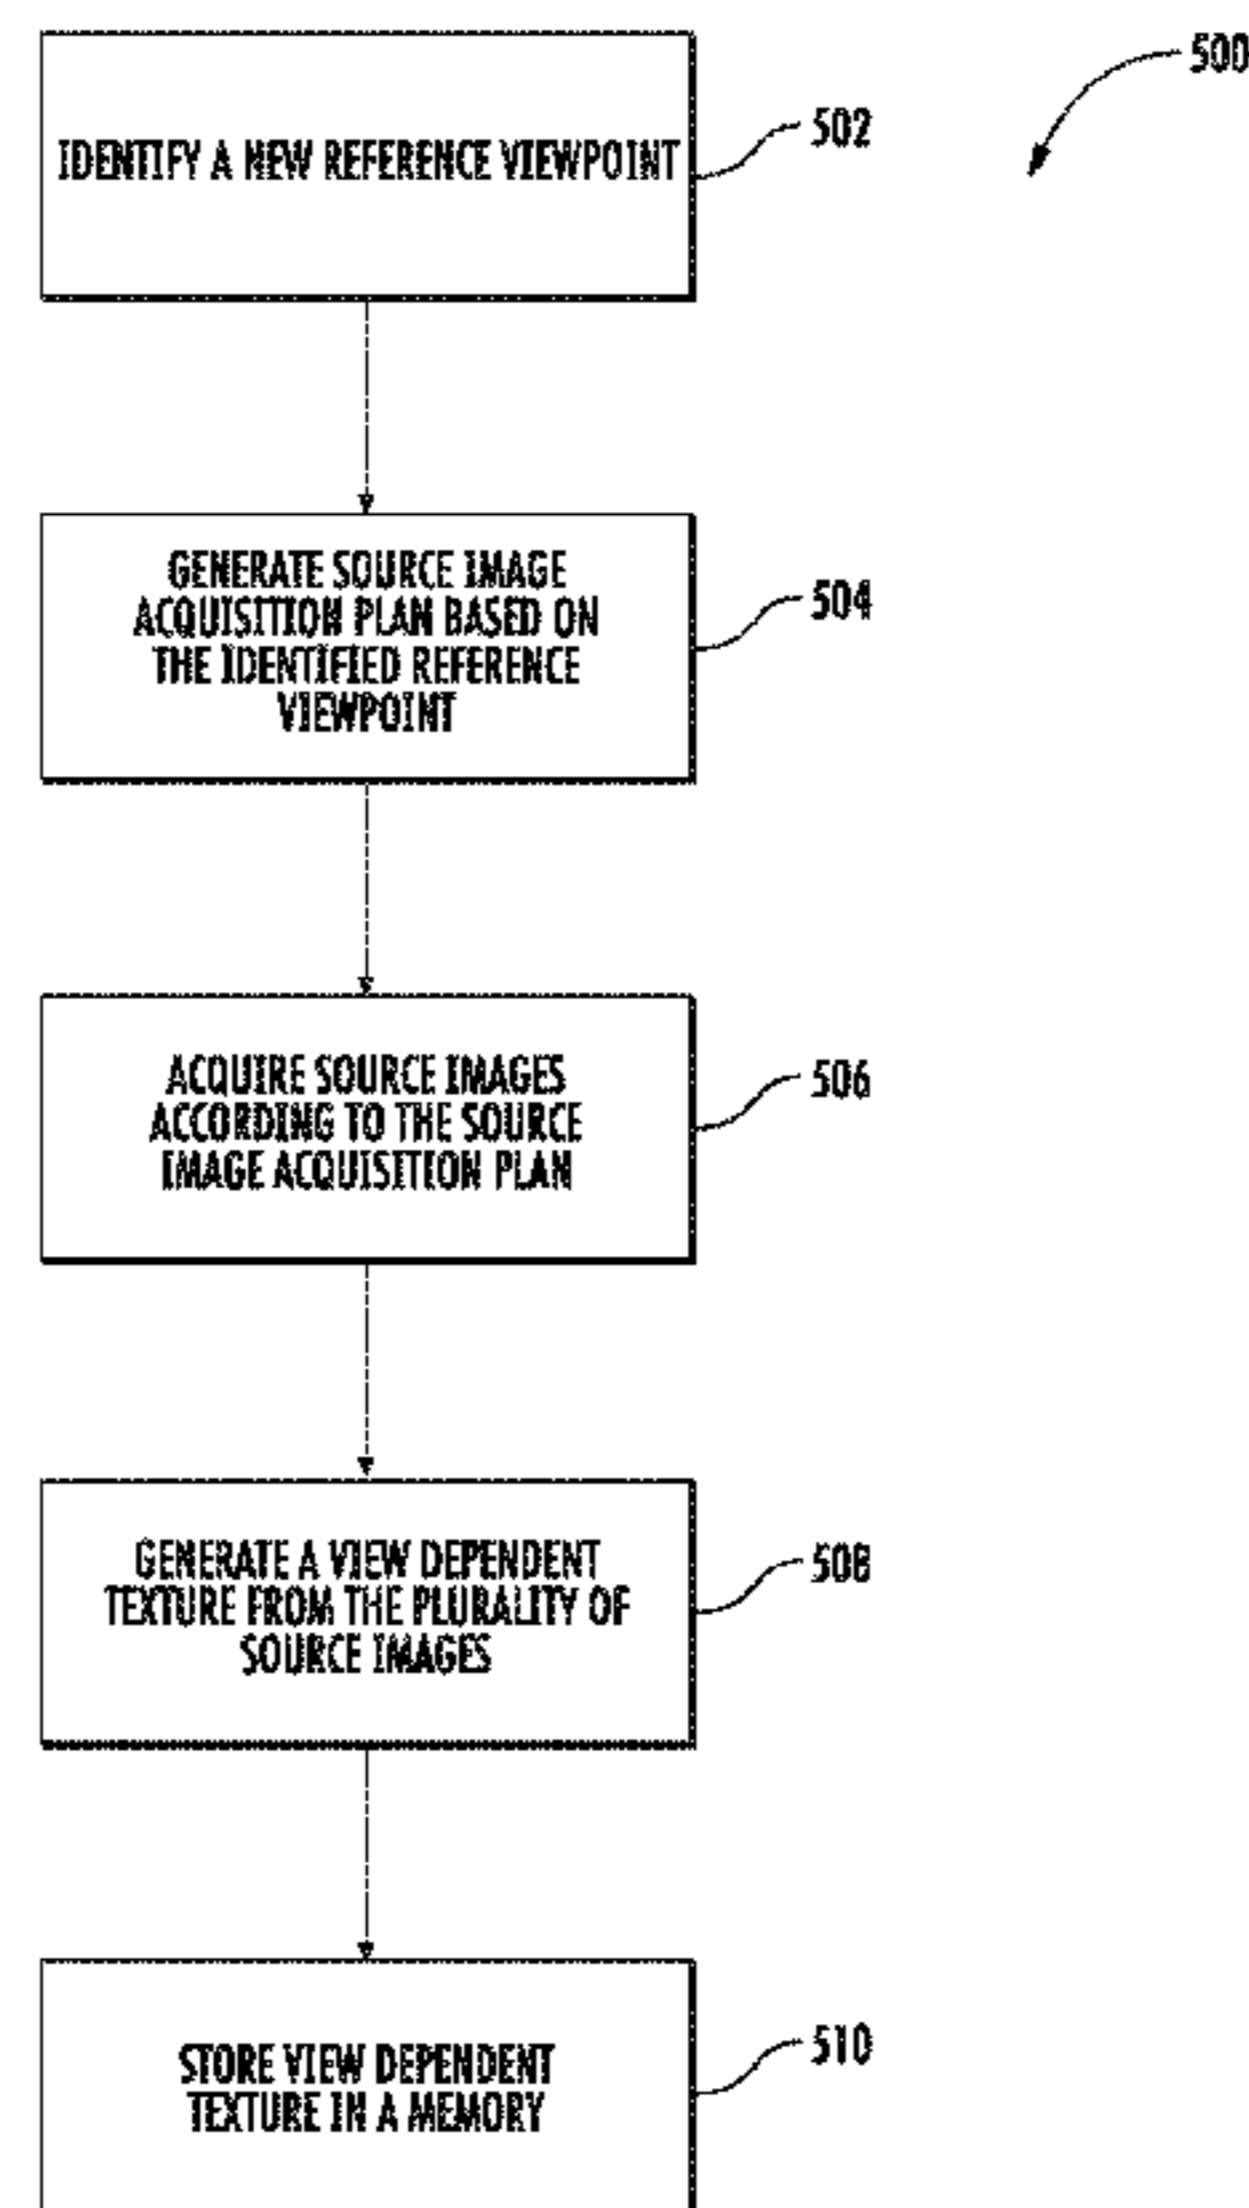 500
502
IDENTIFY A NEW REFERENCE VIEWPOINT
504
GENERATE SOURCE IMAGE
ACQUISITION PLAN BASED ON
THE IDENTIFIED REFERENCE
VIEWPOINT
506
ACQUIRE SOURCE IMAGES
ACCORDING TO THE SOURCE
IMAGE ACQUISITION PLAN
508
GENERATE A VIEW DEPENDENT
TEXTURE FROM THE PLURALITY OF
SOURCE IMAGES
510
STORE VIEW DEPENDENT
TEXTURE IN A MEMORY